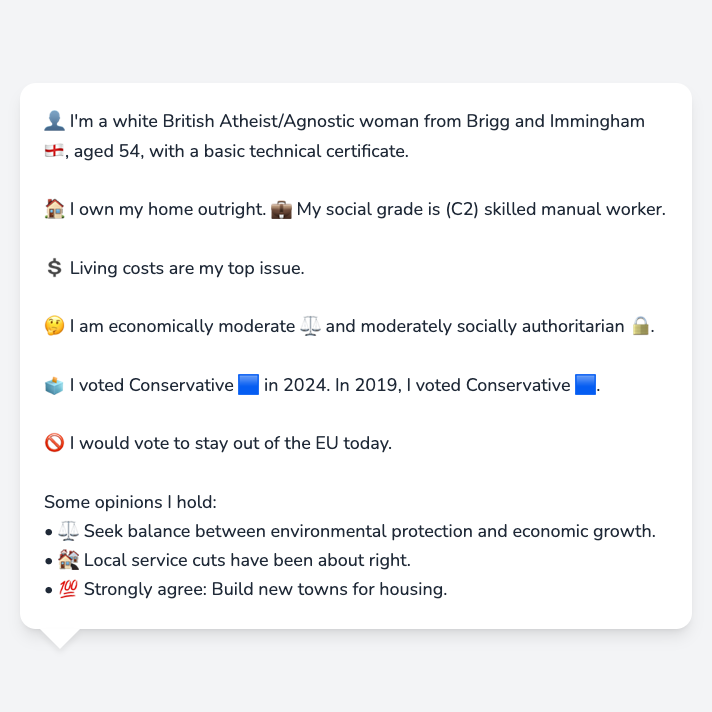 👤 I'm a white British Atheist/Agnostic woman from Brigg and Immingham
🏴󠁧󠁢󠁥󠁮󠁧󠁿, aged 54, with a basic technical certificate.
🏠 I own my home outright. 💼 My social grade is (C2) skilled manual worker.
💲 Living costs are my top issue.
🤔 I am economically moderate ⚖️ and moderately socially authoritarian 🔒.
🗳️ I voted Conservative 🟦 in 2024. In 2019, I voted Conservative 🟦.
🚫 I would vote to stay out of the EU today.
Some opinions I hold:
• ⚖️ Seek balance between environmental protection and economic growth.
• 🏚️ Local service cuts have been about right.
• 💯 Strongly agree: Build new towns for housing.